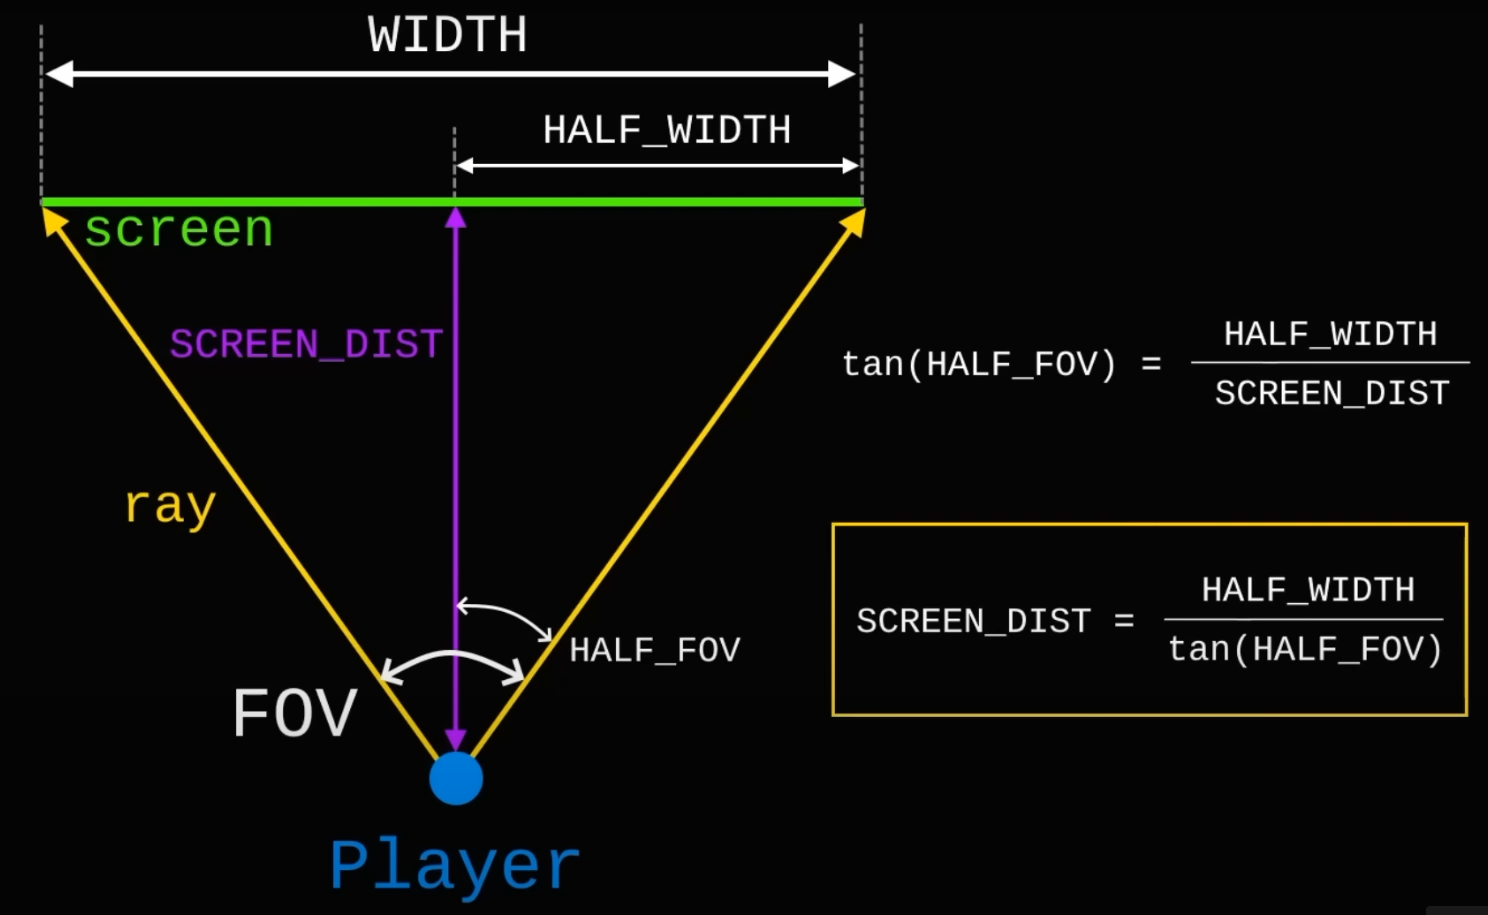 WIDTH
HALF_WIDTH
screen
SCREEN_DIST
tan(HALF_FOV) = HALF_WIDTH
SCREEN_DIST
ray
SCREEN_DIST = HALF_WIDTH
tan(HALF_FOV)
HALF_FOV
FOV
Player